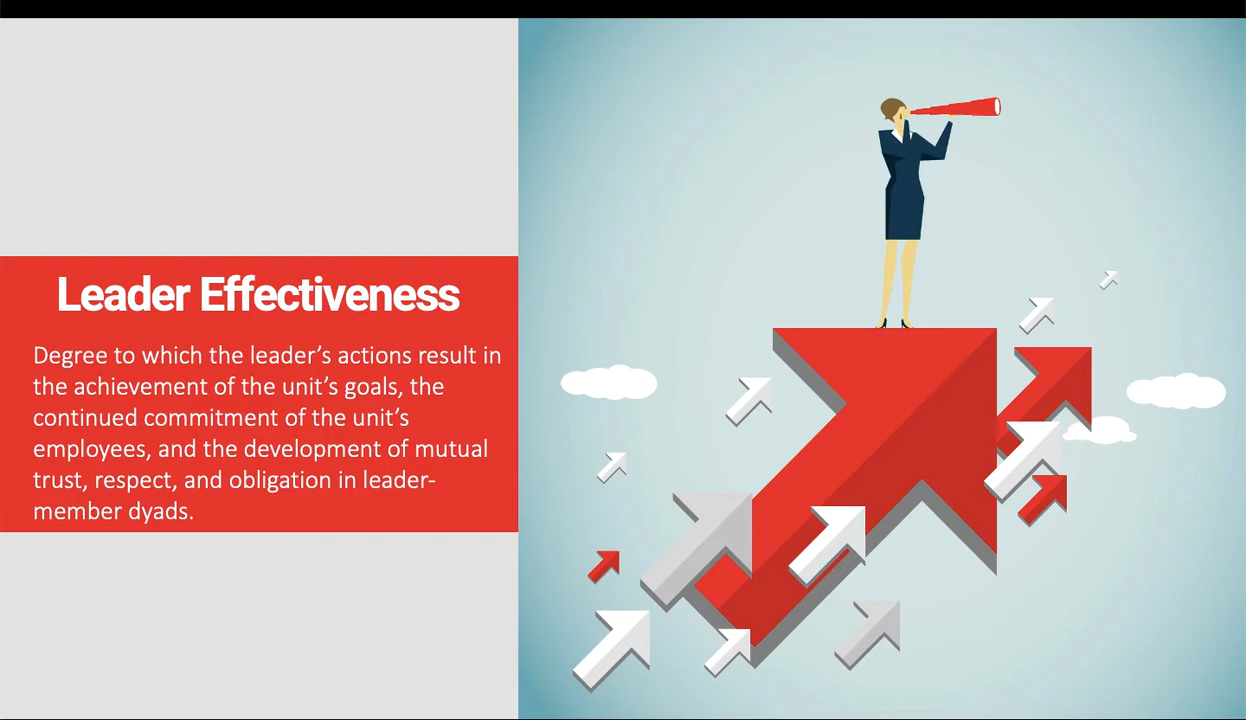 Leader Effectiveness
Degree to which the leader’s actions result in
the achievement of the unit’s goals, the
continued commitment of the unit’s
employees, and the development of mutual
trust, respect, and obligation in leader-
member dyads.